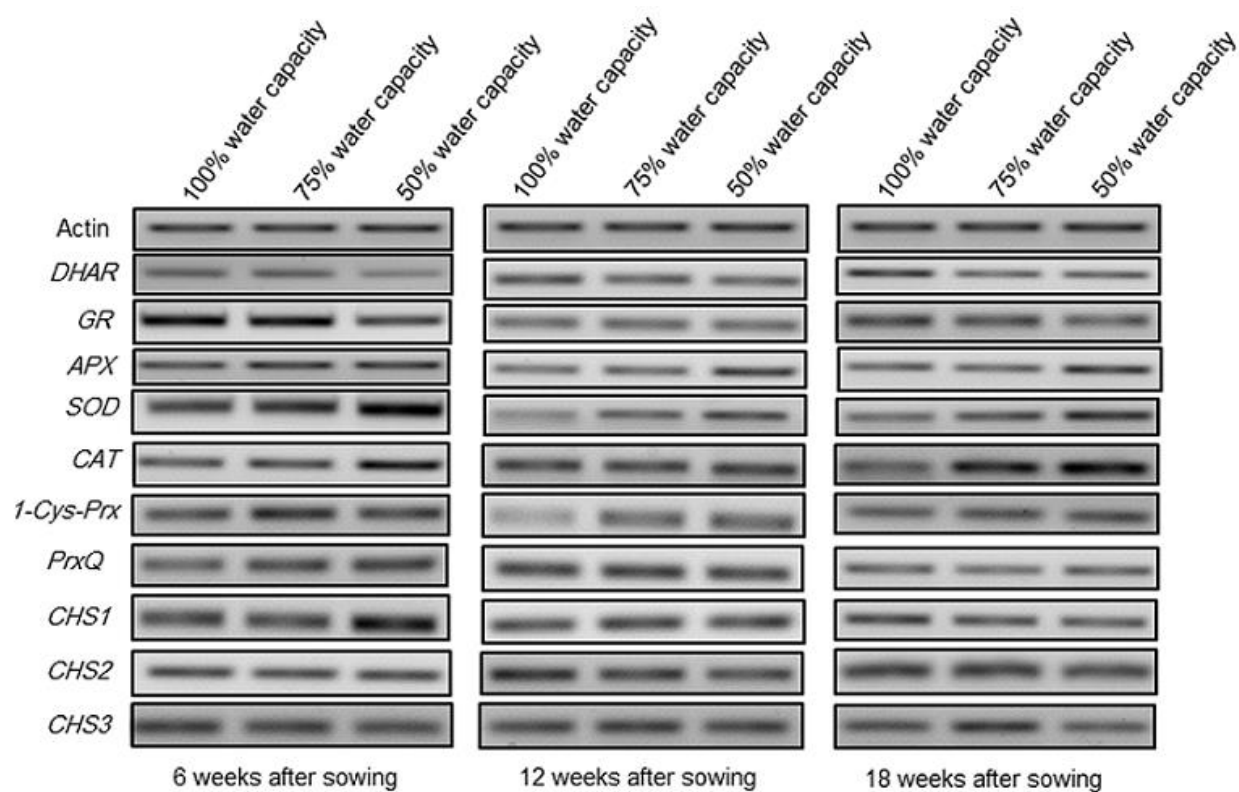 100% water capacity
75% water capacity
50% water capacity
100% water capacity
75% water capacity
50% water capacity
100% water capacity
75% water capacity
50% water capacity
Actin
DHAR
GR
APX
SOD
CAT
1-Cys-Prx
PrxQ
CHS1
CHS2
CHS3
6 weeks after sowing
12 weeks after sowing
18 weeks after sowing